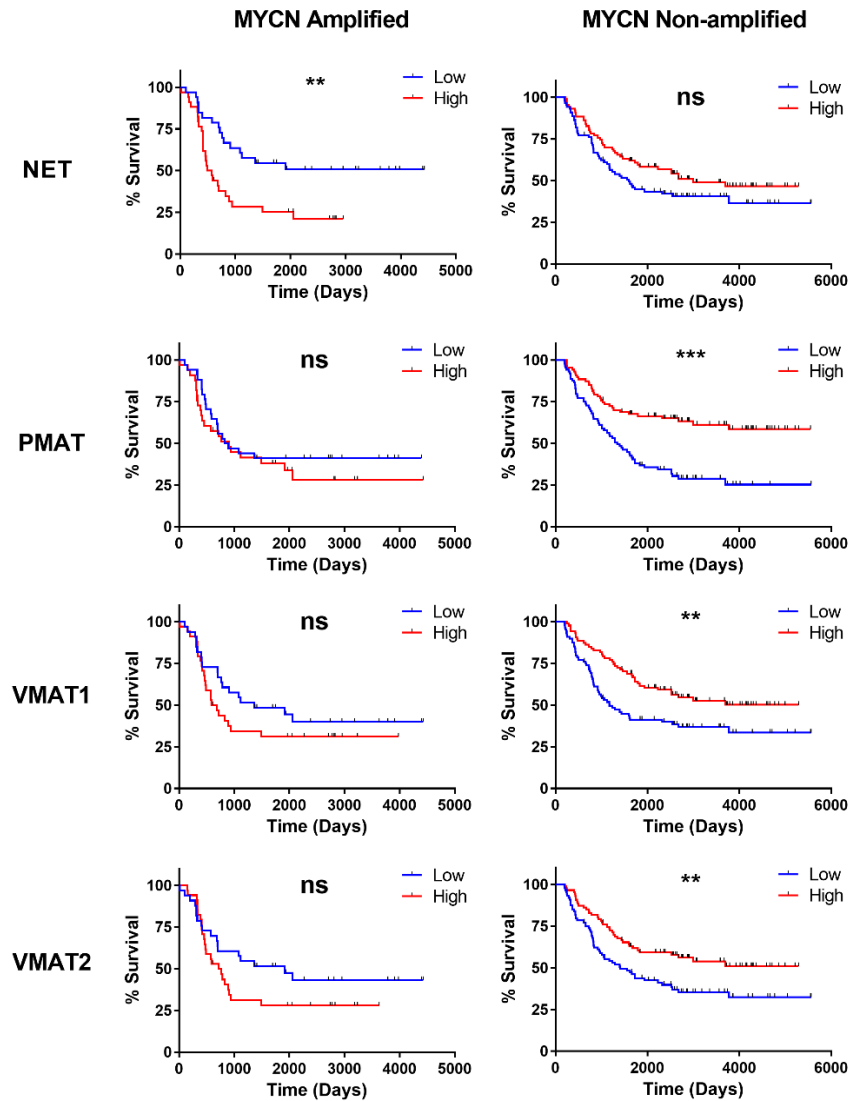 MYCN Amplified
MYCN Non-amplified
NET
% Survival
100
75
50
25
0
0 1000 2000 3000 4000 5000
Time (Days)
**
Low
High
% Survival
100
75
50
25
0
0 2000 4000 6000
Time (Days)
ns
Low
High
PMAT
% Survival
100
75
50
25
0
0 1000 2000 3000 4000 5000
Time (Days)
ns
Low
High
% Survival
100
75
50
25
0
0 2000 4000 6000
Time (Days)
***
Low
High
VMAT1
% Survival
100
75
50
25
0
0 1000 2000 3000 4000 5000
Time (Days)
ns
Low
High
% Survival
100
75
50
25
0
0 2000 4000 6000
Time (Days)
**
Low
High
VMAT2
% Survival
100
75
50
25
0
0 1000 2000 3000 4000 5000
Time (Days)
ns
Low
High
% Survival
100
75
50
25
0
0 2000 4000 6000
Time (Days)
**
Low
High